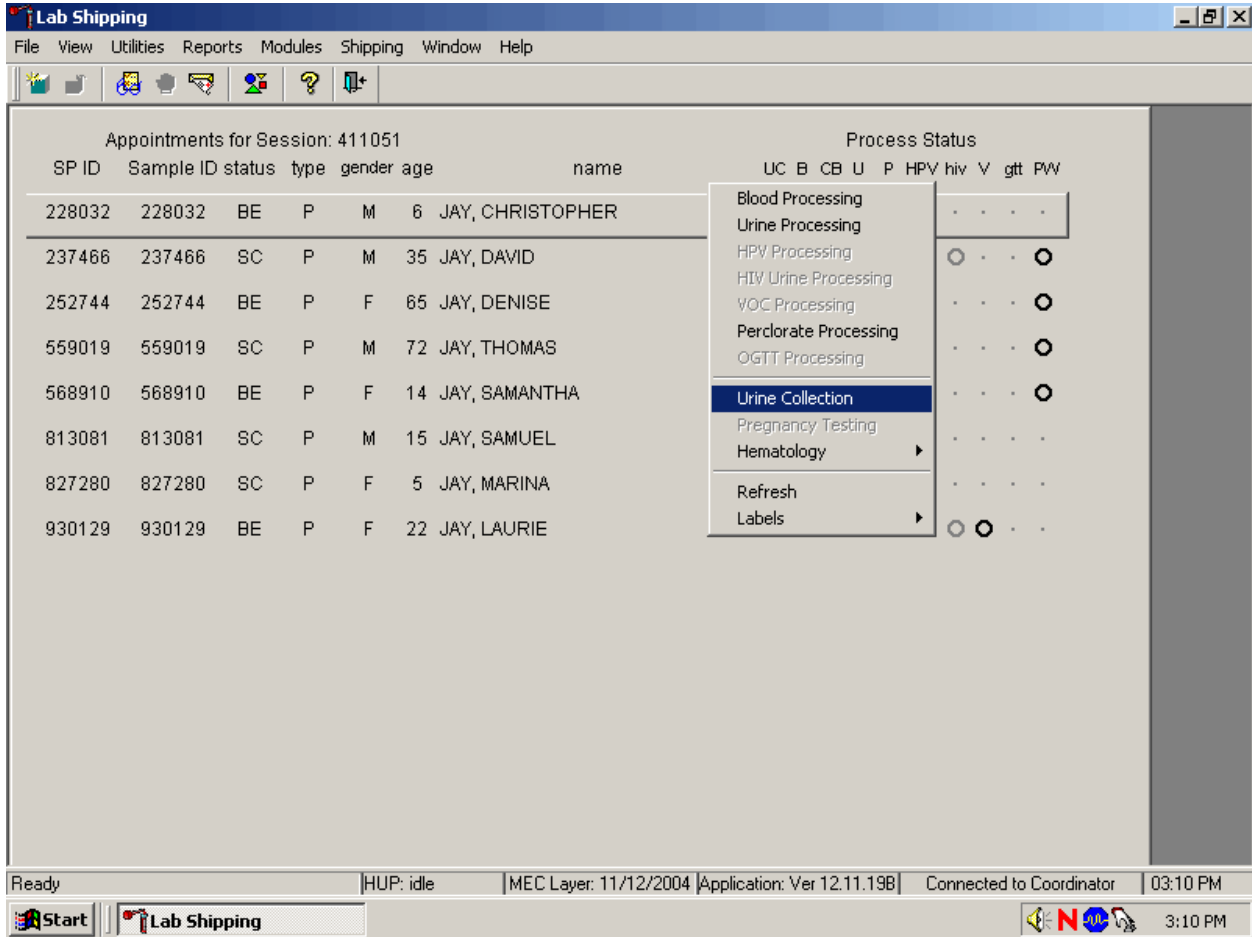 Lab Shipping
File View Utilities Reports Modules Shipping Window Help
Appointments for Session: 411051 Process Status
SP ID Sample ID status type gender age name UC B CB U P HPV hiv V gtt PW
228032 228032 BE P M 6 JAY, CHRISTOPHER
237466 237466 SC P M 35 JAY, DAVID
252744 252744 BE P F 65 JAY, DENISE
559019 559019 SC P M 72 JAY, THOMAS
568910 568910 BE P F 14 JAY, SAMANTHA
813081 813081 SC P M 15 JAY, SAMUEL
827280 827280 SC P F 5 JAY, MARINA
930129 930129 BE P F 22 JAY, LAURIE
Blood Processing
Urine Processing
HPV Processing
HIV Urine Processing
VOC Processing
Perclorate Processing
OGTT Processing
Urine Collection
Pregnancy Testing
Hematology
Refresh
Labels
Ready HUP: idle MEC Layer: 11/12/2004 Application: Ver 12.11.19B Connected to Coordinator 03:10 PM
Start Lab Shipping N 3:10 PM